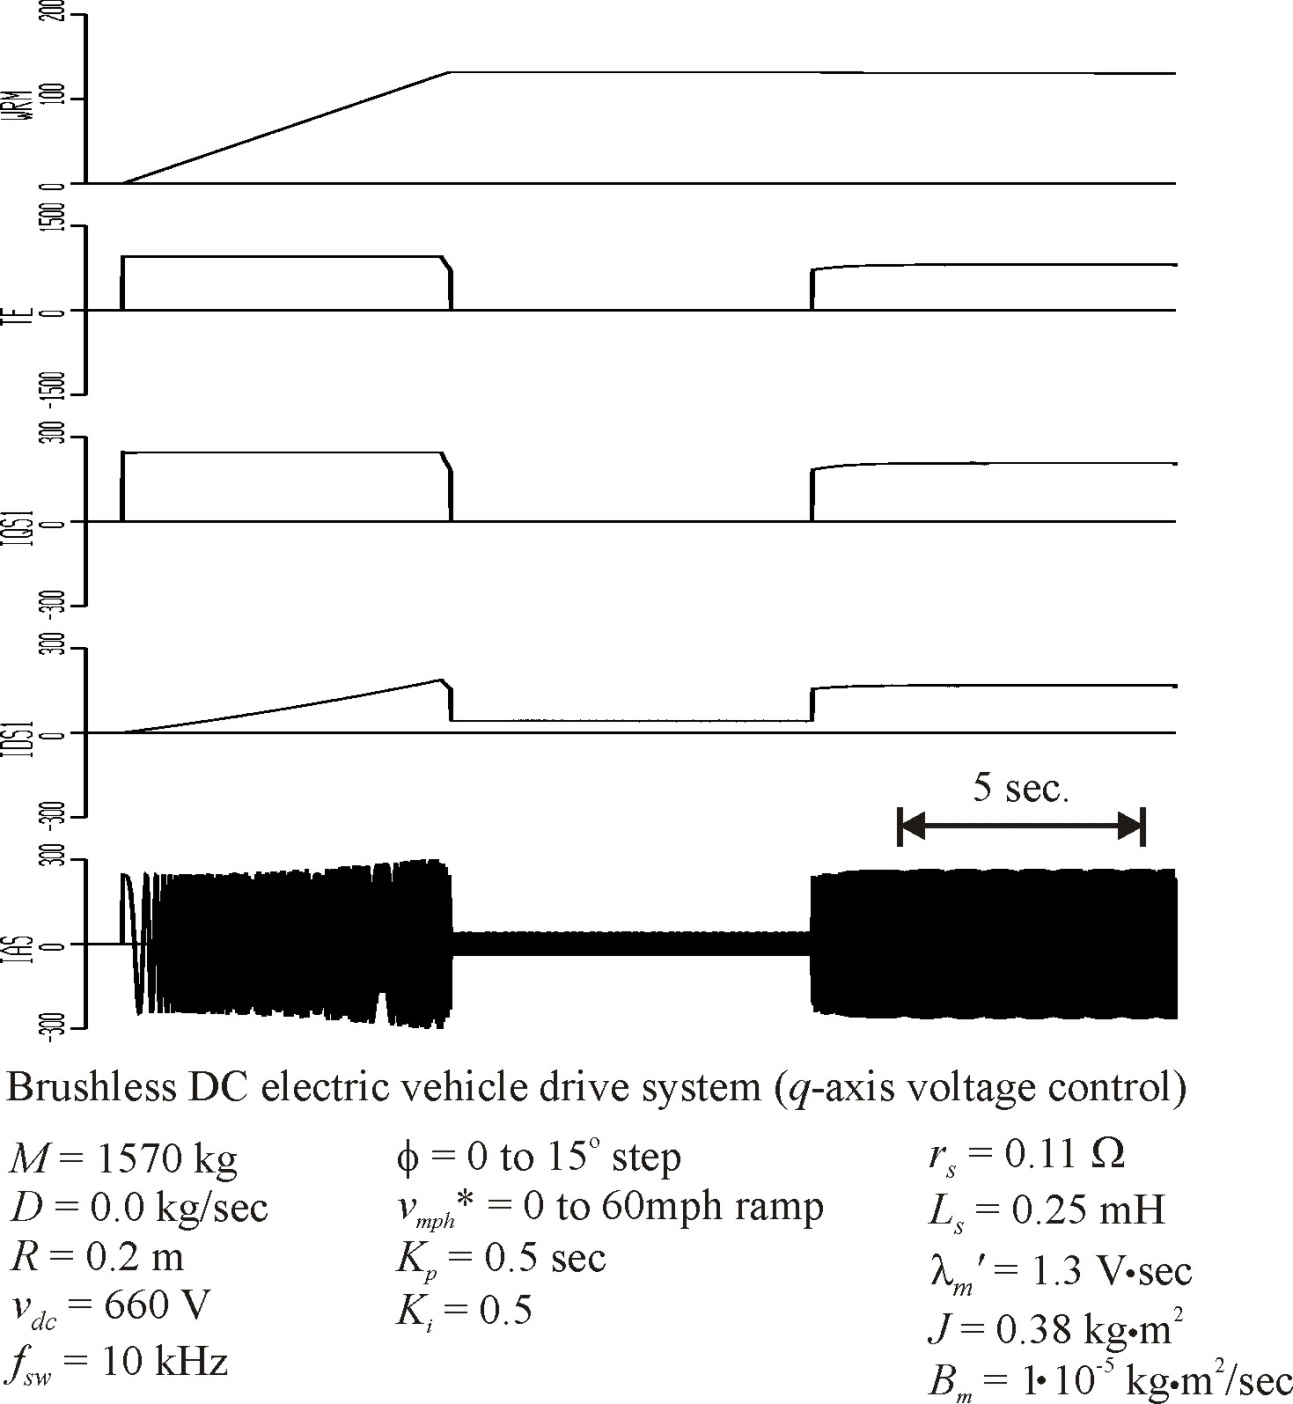 200
100
0
WRM
1500
0
-1500
TE
300
0
-300
IQS1
300
0
-300
IDS1
5 sec.
300
0
-300
IAS
Brushless DC electric vehicle drive system (q-axis voltage control)
M = 1570 kg
D = 0.0 kg/sec
R = 0.2 m
v_dc = 660 V
f_sw = 10 kHz
ϕ = 0 to 15° step
v_mph* = 0 to 60mph ramp
K_p = 0.5 sec
K_i = 0.5
r_s = 0.11 Ω
L_s = 0.25 mH
λ_m′ = 1.3 V•sec
J = 0.38 kg•m²
B_m = 1•10⁻⁵ kg•m²/sec